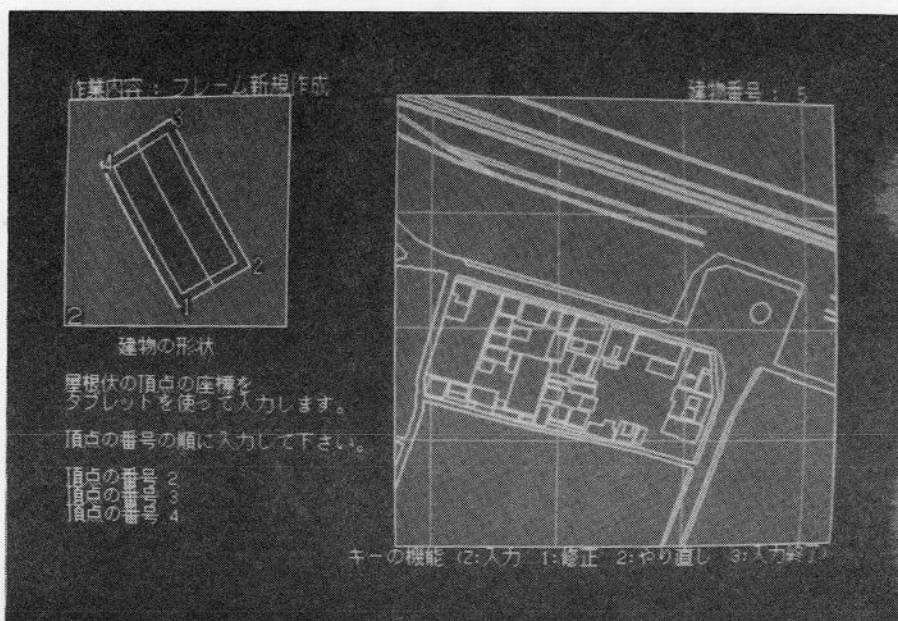 作業内容 : フレーム新規作成
建物番号 : 5
3
4
2
1
2
建物の形状
屋根伏の頂点の座標を
タブレットを使って入力します。
頂点の番号の順に入力して下さい。
頂点の番号 2
頂点の番号 3
頂点の番号 4
キーの機能 (Z:入力 1:修正 2:やり直し 3:入力終了)